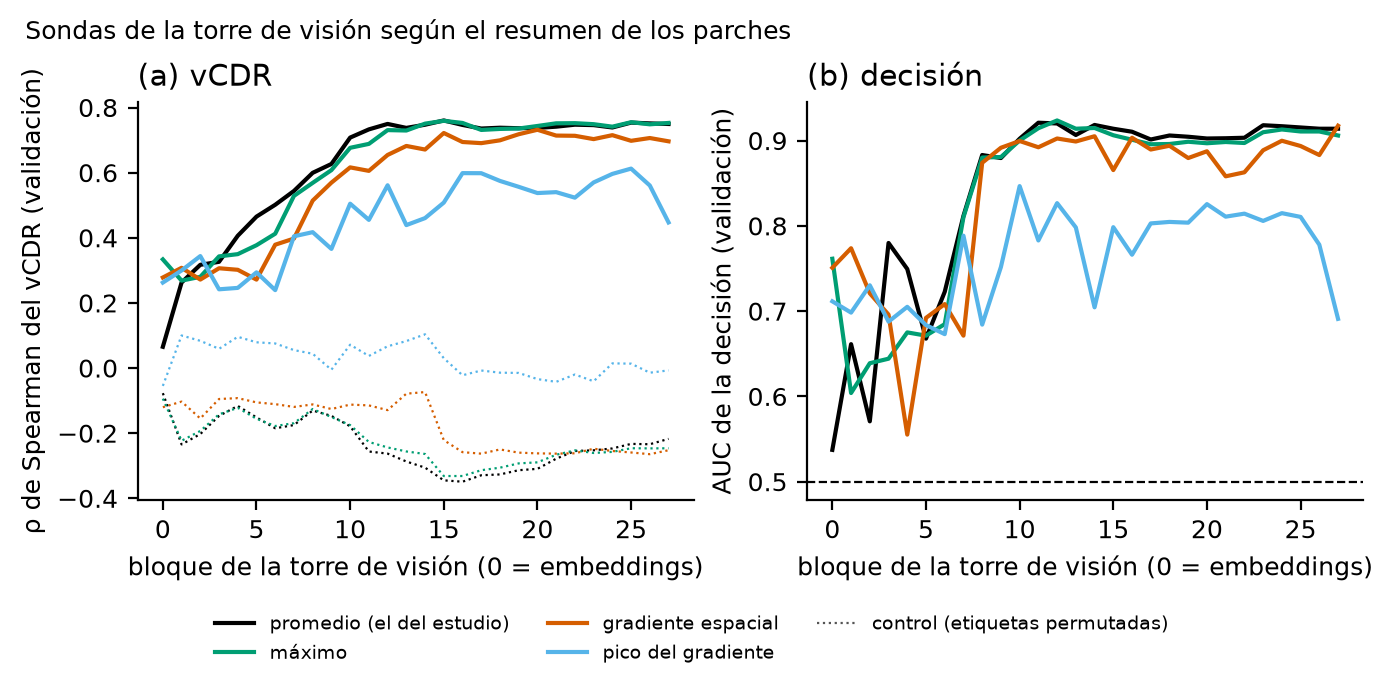 Sondas de la torre de visión según el resumen de los parches
(a) vCDR
ρ de Spearman del vCDR (validación)
0.8
0.6
0.4
0.2
0.0
−0.2
−0.4
0 5 10 15 20 25
bloque de la torre de visión (0 = embeddings)
(b) decisión
AUC de la decisión (validación)
0.9
0.8
0.7
0.6
0.5
0 5 10 15 20 25
bloque de la torre de visión (0 = embeddings)
promedio (el del estudio)
máximo
gradiente espacial
pico del gradiente
control (etiquetas permutadas)